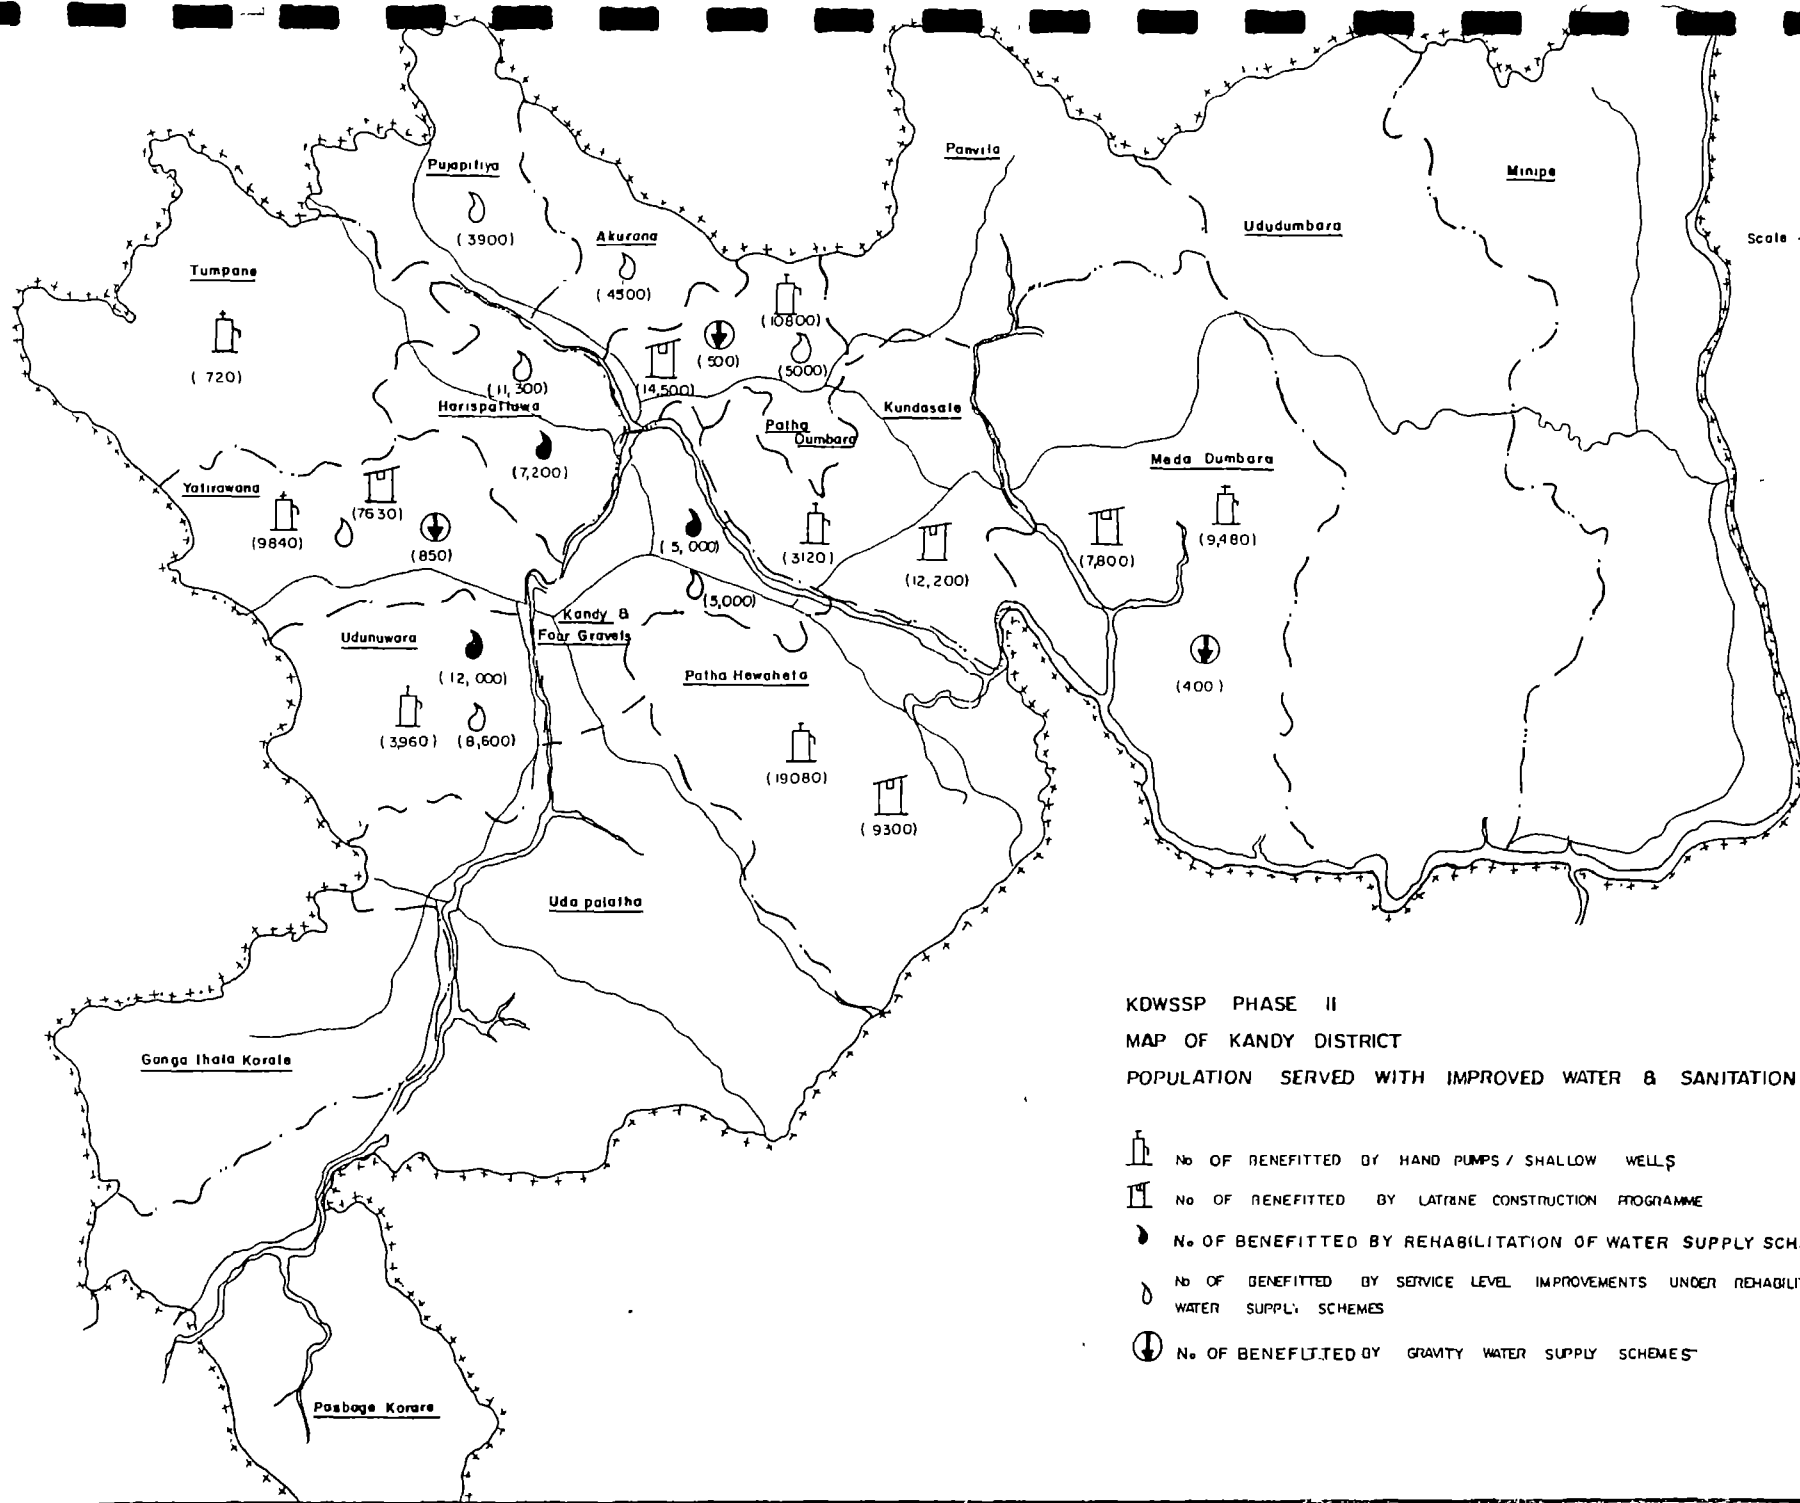 Panvila
Pujapitiya
Minipe
(3900)
Akurana
Ududumbara
Scale
Tumpane
(4500)
(10800)
(500)
(5000)
(720)
(11,300)
(14,500)
Harispattuwa
Kundasale
Patha
Dumbara
(7,200)
Meda Dumbara
Yatirawana
(7630)
(9840)
(850)
(5,000)
(3120)
(12,200)
(7,800)
(9,480)
(5,000)
Kandy &
Four Gravets
Udunuwara
(12,000)
Patha Hewaheta
(400)
(3,960)
(8,600)
(19080)
(9300)
Uda palatha
Ganga Ihala Korale
Pasbage Korare
KDWSSP PHASE II
MAP OF KANDY DISTRICT
POPULATION SERVED WITH IMPROVED WATER & SANITATION
No OF BENEFITTED BY HAND PUMPS / SHALLOW WELLS
No OF BENEFITTED BY LATRINE CONSTRUCTION PROGRAMME
No OF BENEFITTED BY REHABILITATION OF WATER SUPPLY SCH
No OF BENEFITTED BY SERVICE LEVEL IMPROVEMENTS UNDER REHABILI
WATER SUPPLY SCHEMES
No OF BENEFITTED BY GRAVITY WATER SUPPLY SCHEMES